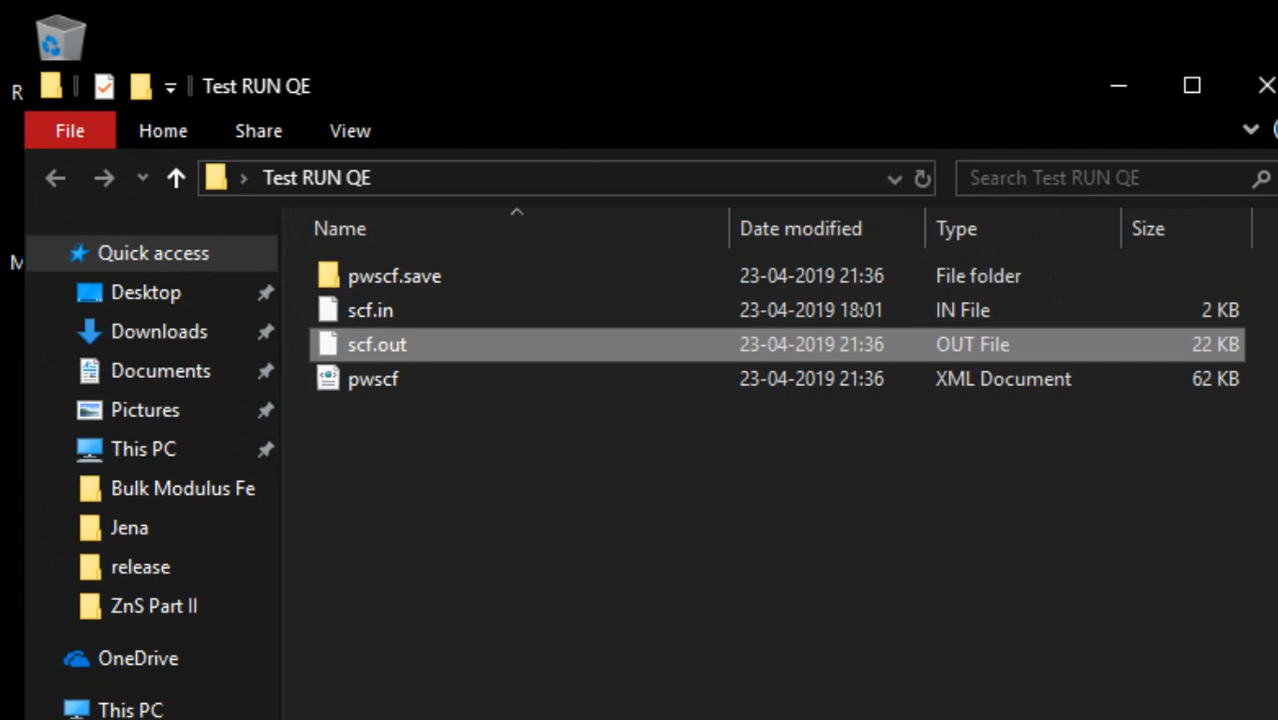 Test RUN QE
R
File Home Share View
Test RUN QE Search Test RUN QE
Name Date modified Type Size
Quick access
M
pwscf.save 23-04-2019 21:36 File folder
Desktop
scf.in 23-04-2019 18:01 IN File 2 KB
Downloads
scf.out 23-04-2019 21:36 OUT File 22 KB
Documents
pwscf 23-04-2019 21:36 XML Document 62 KB
Pictures
This PC
Bulk Modulus Fe
Jena
release
ZnS Part II
OneDrive
This PC